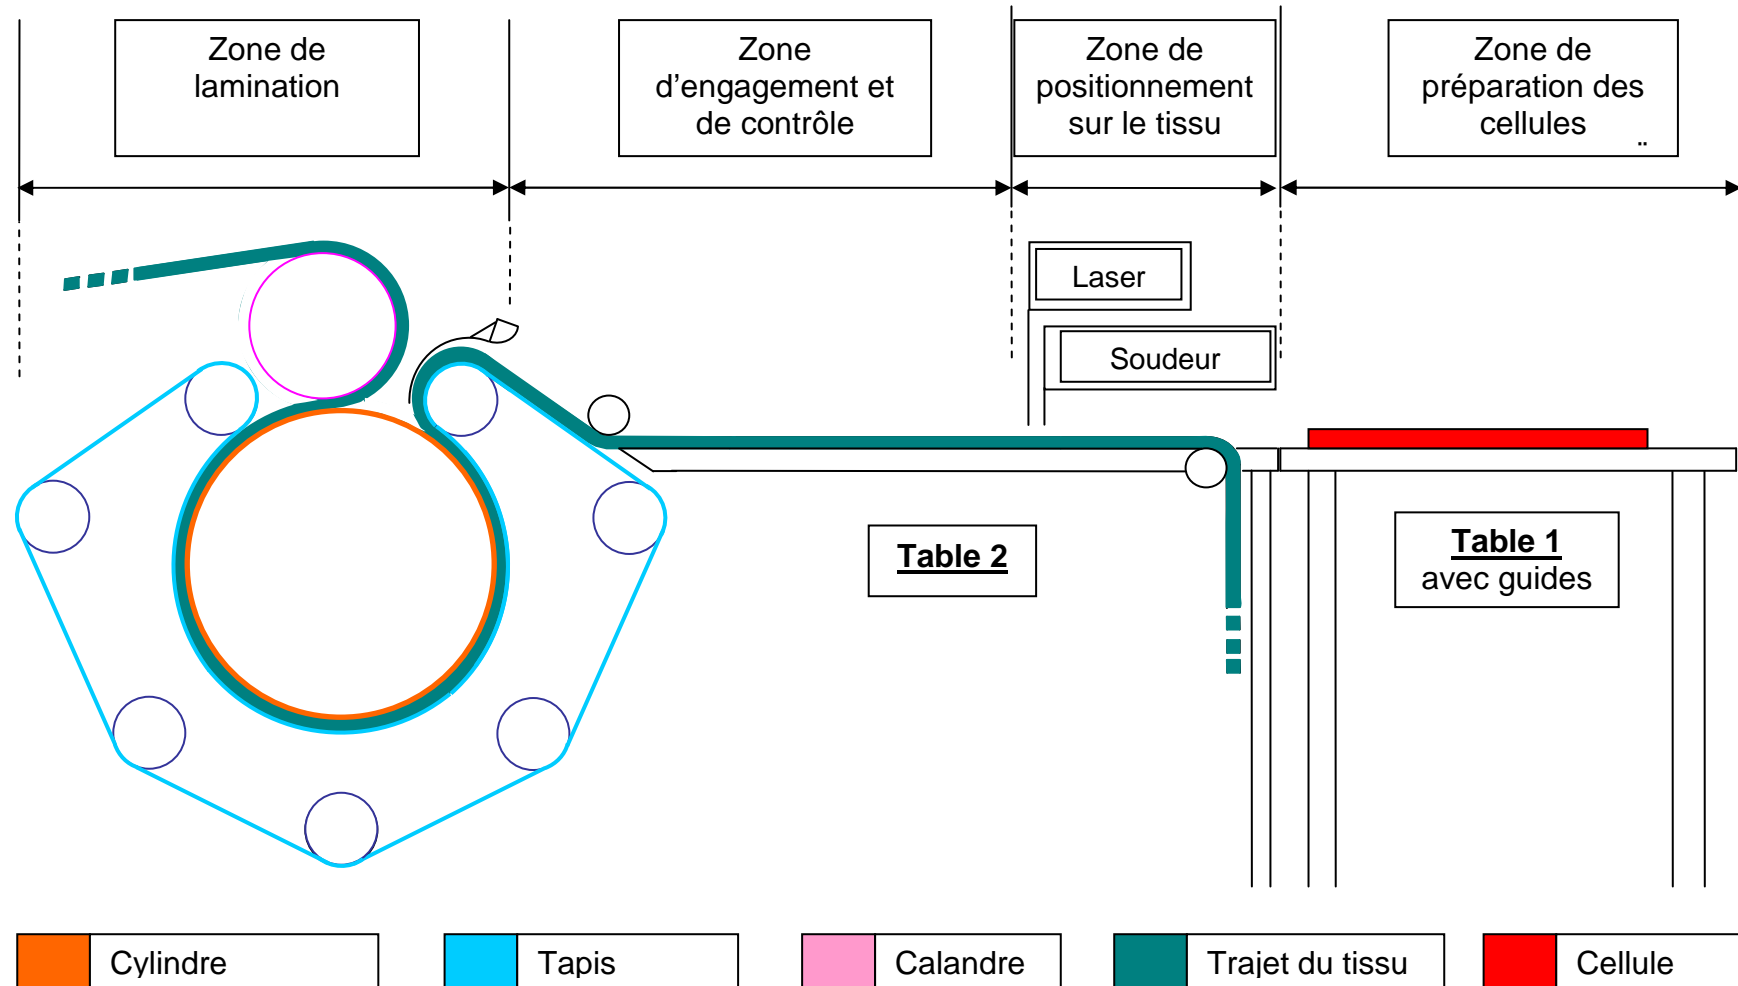 Zone de
lamination
Zone
d’engagement et
de contrôle
Zone de
positionnement
sur le tissu
Zone de
préparation des
cellules
..
Laser
Soudeur
Table 2
Table 1
avec guides
Cylindre
Tapis
Calandre
Trajet du tissu
Cellule